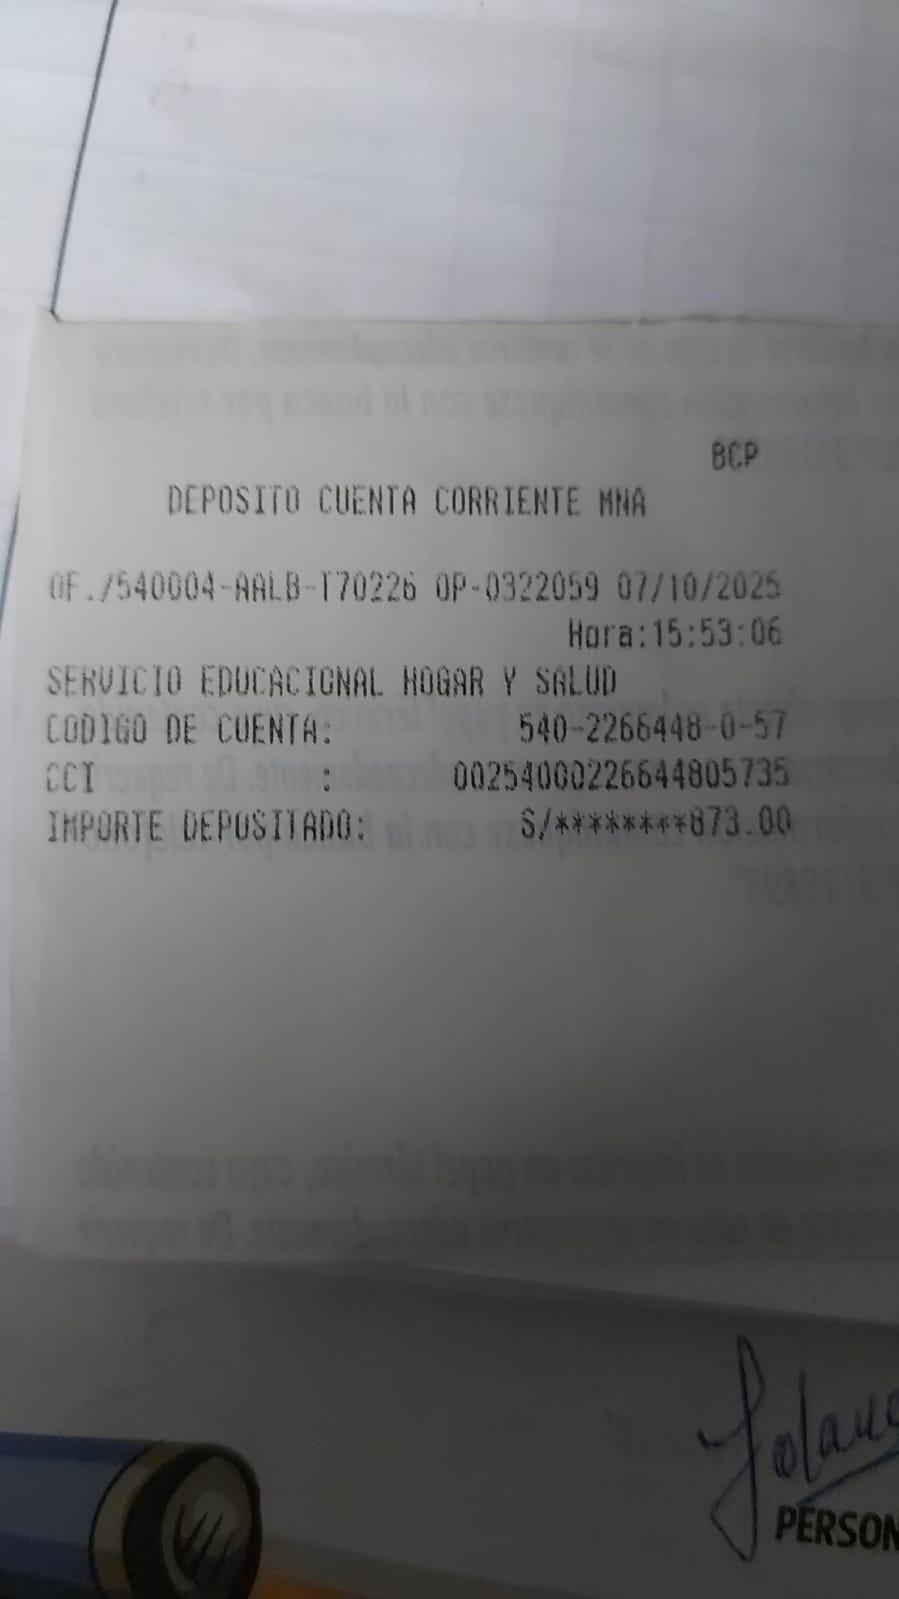 BCP
DEPOSITO CUENTA CORRIENTE MNA
OF./540004-AALB-T70226 OP-0322059 07/10/2025
Hora:15:53:06
SERVICIO EDUCACIONAL HOGAR Y SALUD
CODIGO DE CUENTA: 540-2266448-0-57
CCI : 00254000226644805735
IMPORTE DEPOSITADO: S/********873.00
PERSON